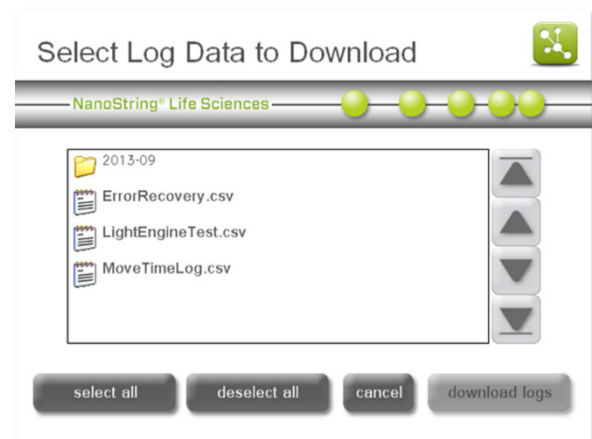 Select Log Data to Download
NanoString® Life Sciences
2013-09
ErrorRecovery.csv
LightEngineTest.csv
MoveTimeLog.csv
select all deselect all cancel download logs